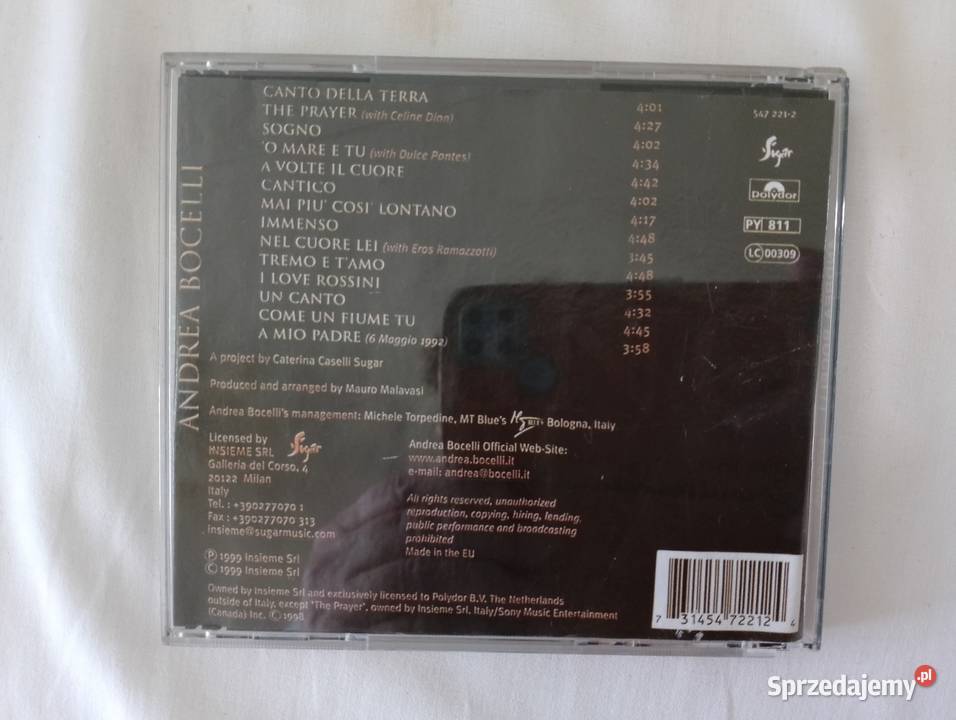 CANTO DELLA TERRA 4:01
THE PRAYER (with Celine Dion) 4:27
SOGNO 4:02
'O MARE E TU (with Dulce Pontes) 4:34
A VOLTE IL CUORE 4:42
CANTICO 4:02
MAI PIU' COSI' LONTANO 4:17
IMMENSO 4:48
NEL CUORE LEI (with Eros Ramazzotti) 3:45
TREMO E T'AMO 4:48
I LOVE ROSSINI 3:55
UN CANTO 4:32
COME UN FIUME TU 4:45
A MIO PADRE (6 Maggio 1992) 3:58
547 221-2
Sugar
Polydor
PY 811
LC 00309
ANDREA BOCELLI
A project by Caterina Caselli Sugar
Produced and arranged by Mauro Malavasi
Andrea Bocelli's management: Michele Torpedine, MT Blue's Bologna, Italy
Licensed by
INSIEME SRL
Sugar
Galleria del Corso, 4
20122 Milan
Italy
Tel. : +390277070 1
Fax : +390277070 313
insieme@sugarmusic.com
Andrea Bocelli Official Web-Site:
www.andrea.bocelli.it
e-mail: andrea@bocelli.it
All rights reserved, unauthorized
reproduction, copying, hiring, lending,
public performance and broadcasting
prohibited
Made in the EU
Ⓟ 1999 Insieme Srl
© 1999 Insieme Srl
Owned by Insieme Srl and exclusively licensed to Polydor B.V, The Netherlands
outside of Italy, except 'The Prayer', owned by Insieme Srl, Italy/Sony Music Entertainment
(Canada) Inc. © 1998
7 31454 72212 4
Sprzedajemy.pl